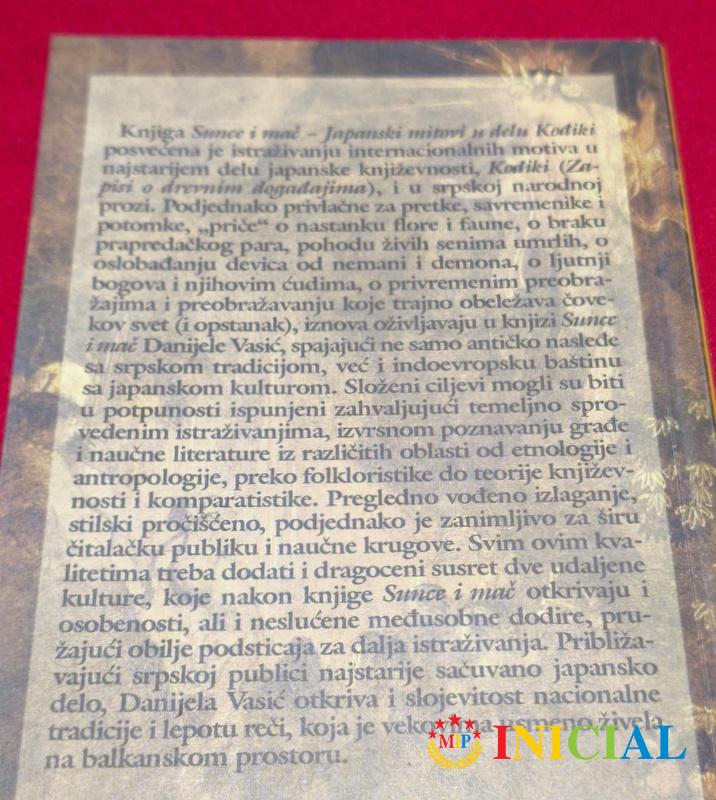 Knjiga Sunce i mač – Japanski mitovi u delu Kođiki
posvećena je istraživanju internacionalnih motiva u
najstarijem delu japanske književnosti, Kođiki (Za-
pisi o drevnim događajima), i u srpskoj narodnoj
prozi. Podjednako privlačne za pretke, savremenike i
potomke, „priče“ o nastanku flore i faune, o braku
prapredačkog para, pohodu živih senima umrlih, o
oslobađanju devica od nemani i demona, o ljutnji
bogova i njihovim ćudima, o privremenim preobra-
žajima i preobražavanju koje trajno obeležava čove-
kov svet (i opstanak), iznova oživljavaju u knjizi Sunce
i mač Danijele Vasić, spajajući ne samo antičko nasleđe
sa srpskom tradicijom, već i indoevropsku baštinu
sa japanskom kulturom. Složeni ciljevi mogli su biti
u potpunosti ispunjeni zahvaljujući temeljno spro-
vedenim istraživanjima, izvrsnom poznavanju građe
i naučne literature iz različitih oblasti od etnologije i
antropologije, preko folkloristike do teorije književ-
nosti i komparatistike. Pregledno vođeno izlaganje,
stilski pročišćeno, podjednako je zanimljivo za širu
čitalačku publiku i naučne krugove. Svim ovim kva-
litetima treba dodati i dragoceni susret dve udaljene
kulture, koje nakon knjige Sunce i mač otkrivaju i
osobenosti, ali i neslućene međusobne dodire, pru-
žajući obilje podsticaja za dalja istraživanja. Približa-
vajući srpskoj publici najstarije sačuvano japansko
delo, Danijela Vasić otkriva i slojevitost nacionalne
tradicije i lepotu reči, koja je vekovima usmeno živela
na balkanskom prostoru.
MIP INICIAL